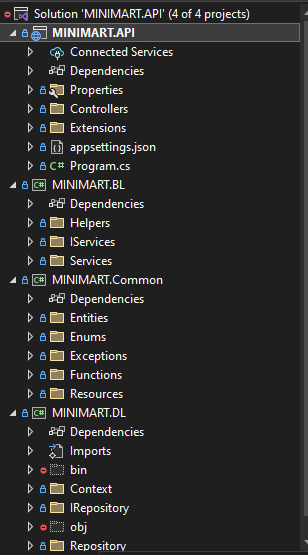 Solution 'MINIMART.API' (4 of 4 projects)
MINIMART.API
Connected Services
Dependencies
Properties
Controllers
Extensions
appsettings.json
Program.cs
MINIMART.BL
Dependencies
Helpers
IServices
Services
MINIMART.Common
Dependencies
Entities
Enums
Exceptions
Functions
Resources
MINIMART.DL
Dependencies
Imports
bin
Context
IRepository
obj
Repository